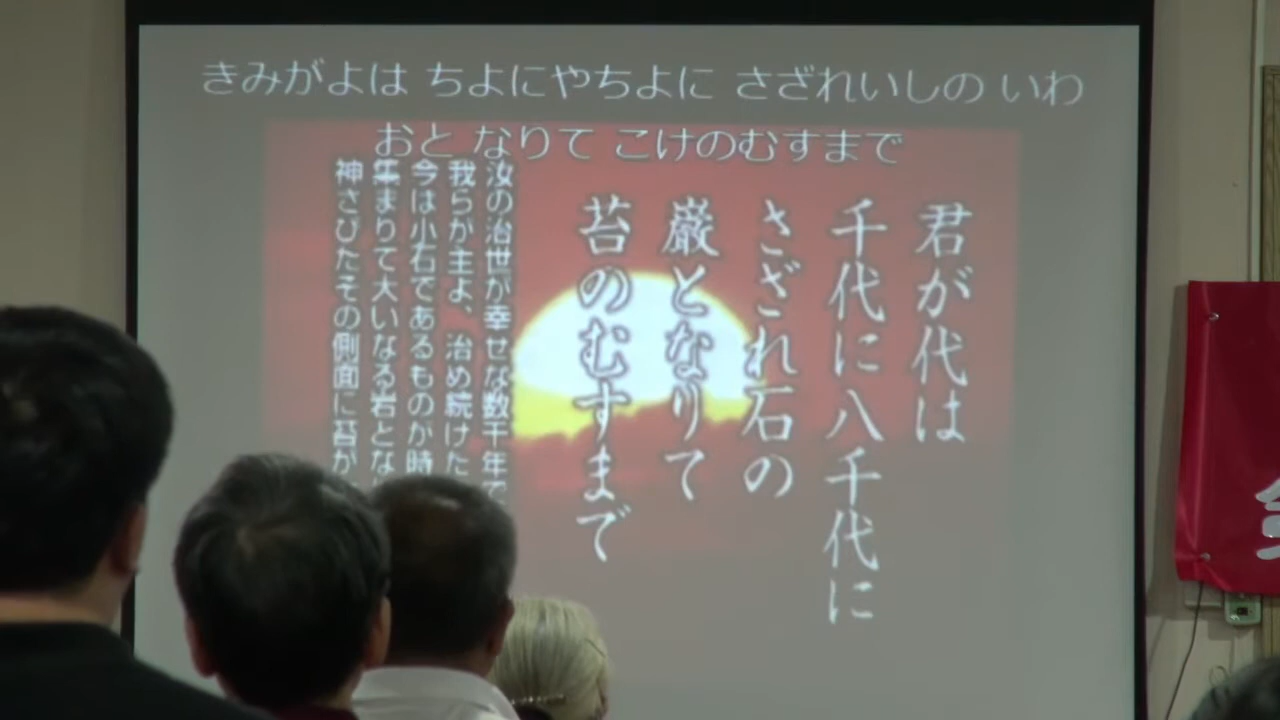 きみがよは ちよにやちよに さざれいしの いわ
おと なりて こけのむすまで
君が代は
千代に八千代に
さざれ石の
巌となりて
苔のむすまで
汝の治世が幸せな数千年で
我らが主よ、治め続けた
今は小石であるものが時
集まりて大いなる岩とな
神さびたその側面に苔が